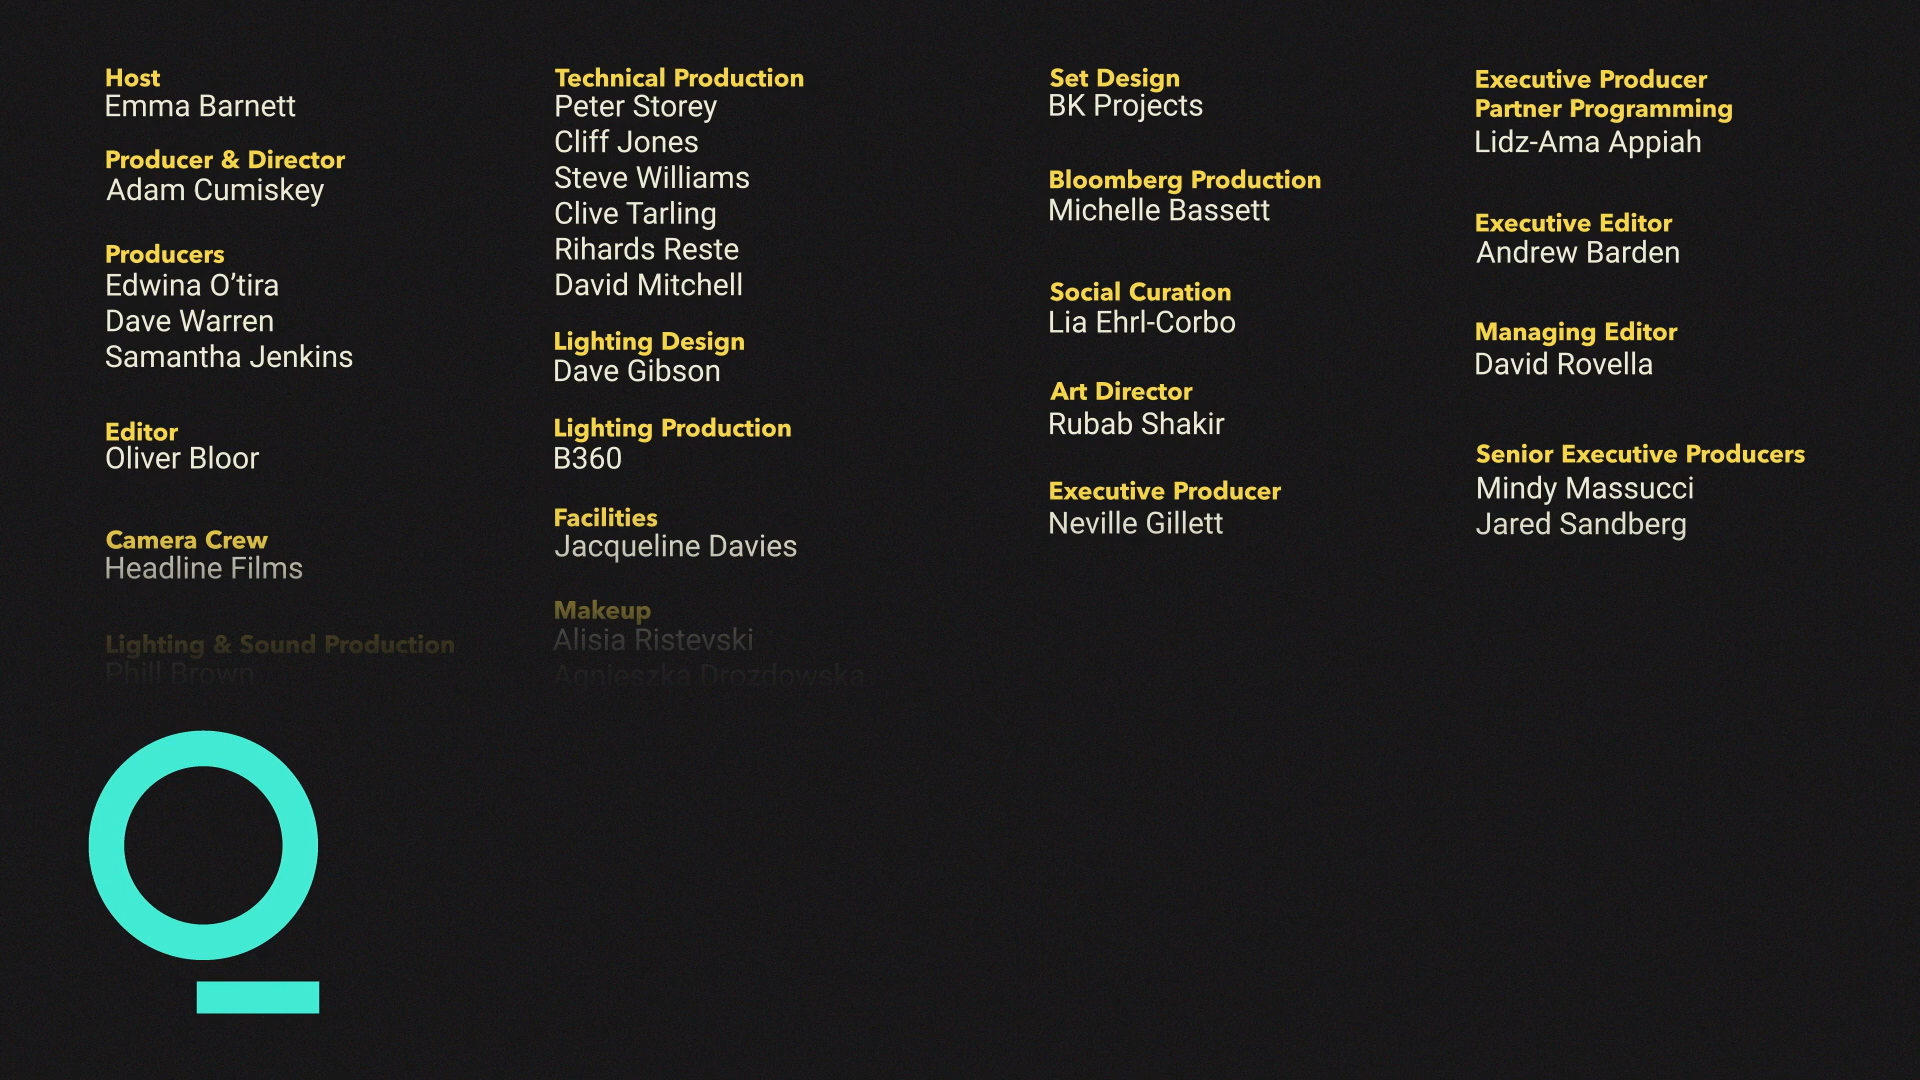 Host
Emma Barnett
Producer & Director
Adam Cumiskey
Producers
Edwina O’tira
Dave Warren
Samantha Jenkins
Editor
Oliver Bloor
Camera Crew
Headline Films
Lighting & Sound Production
Phill Brown
Technical Production
Peter Storey
Cliff Jones
Steve Williams
Clive Tarling
Rihards Reste
David Mitchell
Lighting Design
Dave Gibson
Lighting Production
B360
Facilities
Jacqueline Davies
Makeup
Alisia Ristevski
Agnieszka Drozdowska
Set Design
BK Projects
Bloomberg Production
Michelle Bassett
Social Curation
Lia Ehrl-Corbo
Art Director
Rubab Shakir
Executive Producer
Neville Gillett
Executive Producer
Partner Programming
Lidz-Ama Appiah
Executive Editor
Andrew Barden
Managing Editor
David Rovella
Senior Executive Producers
Mindy Massucci
Jared Sandberg